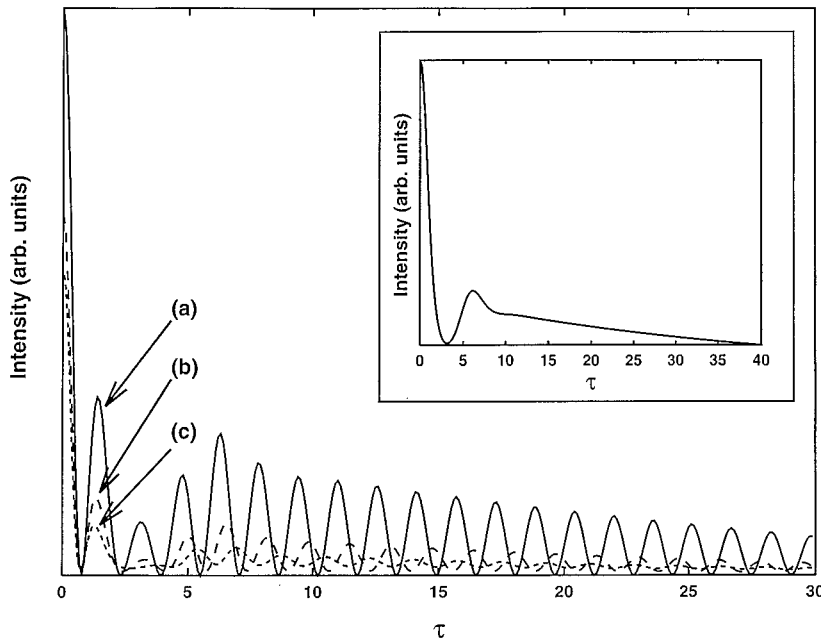 Intensity (arb. units)
(a)
(b)
(c)
0 5 10 15 20 25 30
τ
Intensity (arb. units)
0 5 10 15 20 25 30 35 40
τ